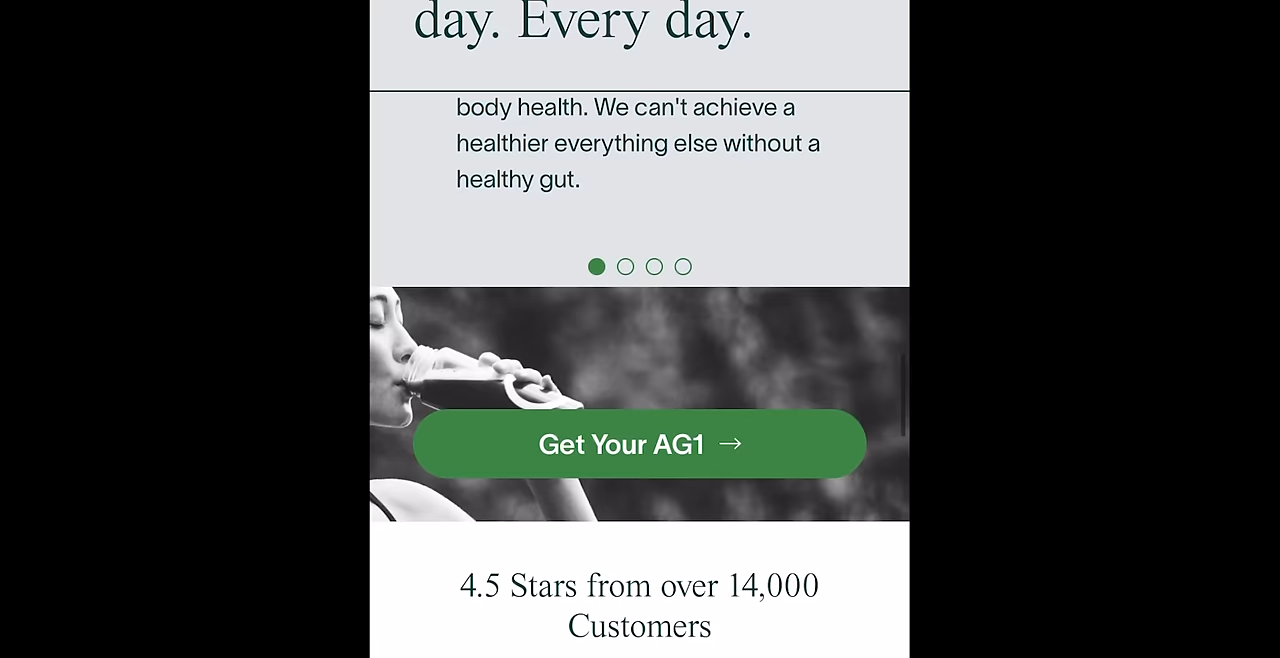 day. Every day.
body health. We can't achieve a
healthier everything else without a
healthy gut.
Get Your AG1 →
4.5 Stars from over 14,000
Customers